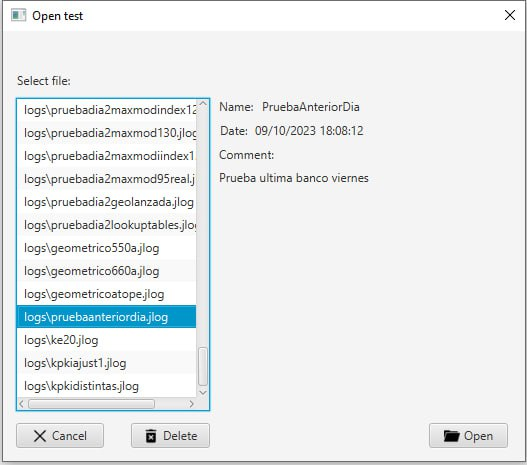 Open test
Select file:
logs\pruebadia2maxmodindex12
logs\pruebadia2maxmod130.jlog
logs\pruebadia2maxmodiindex1.
logs\pruebadia2maxmod95real.j
logs\pruebadia2geolanzada.jlog
logs\pruebadia2lookuptables.jlog
logs\geometrico550a.jlog
logs\geometrico660a.jlog
logs\geometricoatope.jlog
logs\pruebaanteriordia.jlog
logs\ke20.jlog
logs\kpkiajust1.jlog
logs\kpkidistintas.jlog
Name: PruebaAnteriorDia
Date: 09/10/2023 18:08:12
Comment:
Prueba ultima banco viernes
Cancel
Delete
Open